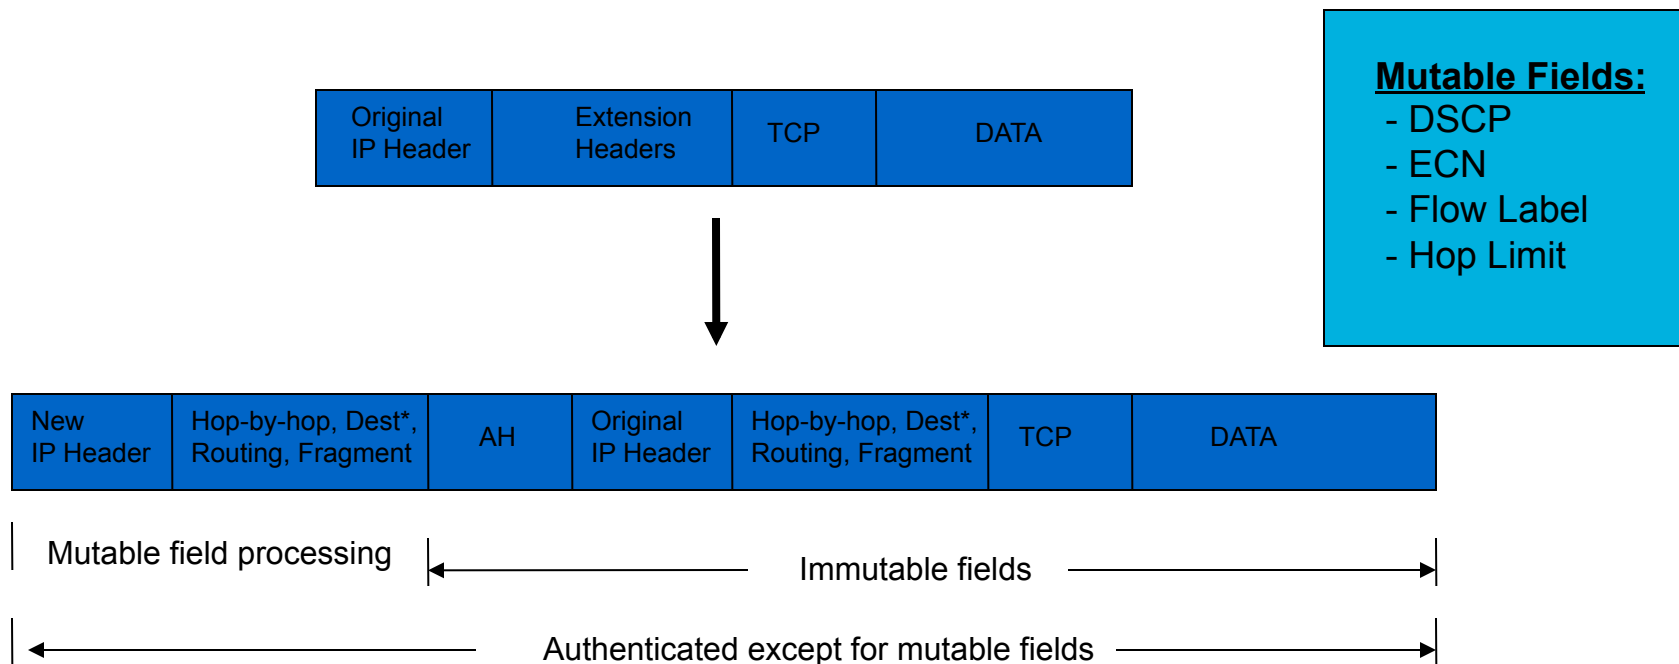 Mutable Fields:
- DSCP
- ECN
- Flow Label
- Hop Limit
Original
IP Header
Extension
Headers
TCP
DATA
New
IP Header
Hop-by-hop, Dest*,
Routing, Fragment
AH
Original
IP Header
Hop-by-hop, Dest*,
Routing, Fragment
TCP
DATA
Mutable field processing
Immutable fields
Authenticated except for mutable fields